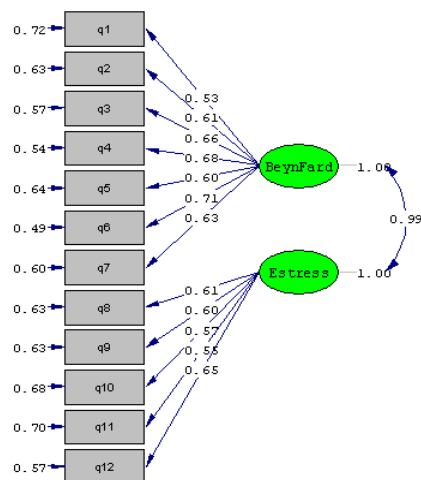 0.72 q1
0.63 q2
0.57 q3
0.54 q4
0.64 q5
0.49 q6
0.60 q7
0.63 q8
0.63 q9
0.68 q10
0.70 q11
0.57 q12
0.53
0.61
0.66
0.68
0.60
0.71
0.63
0.61
0.60
0.57
0.55
0.65
BeynFard 1.00
Estress 1.00
0.99